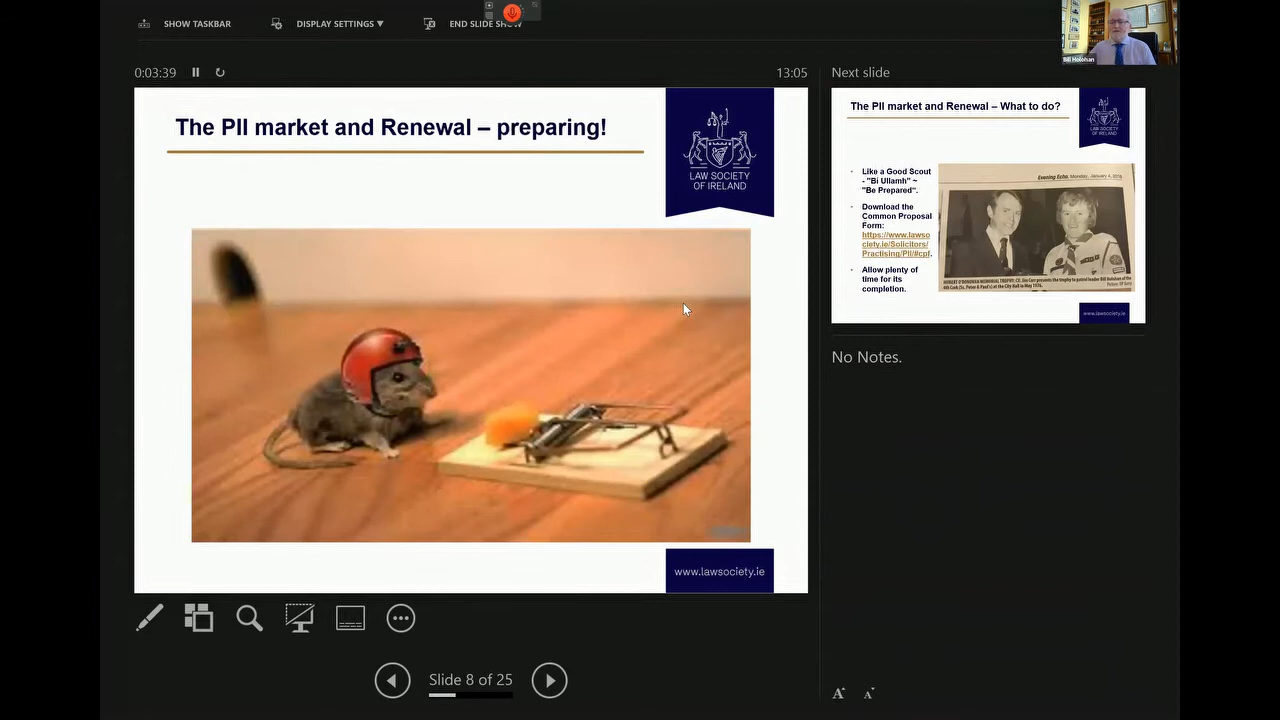 SHOW TASKBAR
DISPLAY SETTINGS ▼
END SLIDE SHOW
Bill Holohan
0:03:39
13:05
Next slide
The PII market and Renewal – preparing!
LAW SOCIETY
OF IRELAND
www.lawsociety.ie
The PII market and Renewal – What to do?
LAW SOCIETY
OF IRELAND
• Like a Good Scout
- "Bí Ullamh" ~
"Be Prepared".
• Download the
Common Proposal
Form:
https://www.lawso
ciety.ie/Solicitors/
Practising/PII/#cpf.
• Allow plenty of
time for its
completion.
Evening Echo, Monday, January 4, 2016
www.lawsociety.ie
No Notes.
Slide 8 of 25
A A